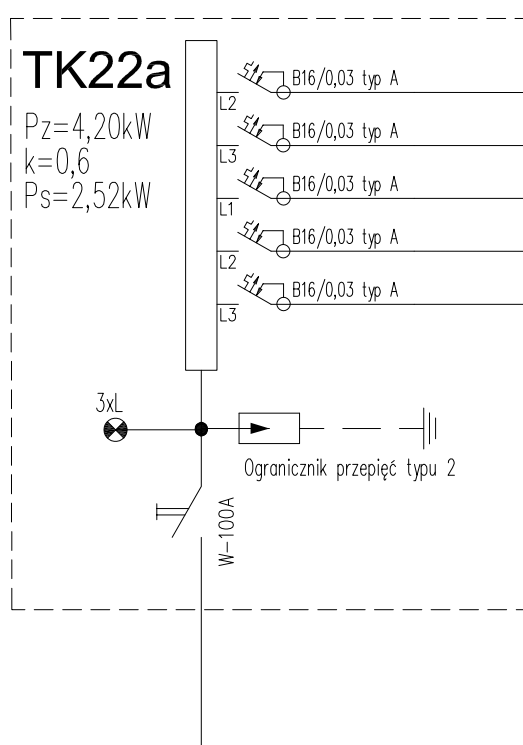 TK22a
Pz=4,20kW
k=0,6
Ps=2,52kW
B16/0,03 typ A
L2
B16/0,03 typ A
L3
B16/0,03 typ A
L1
B16/0,03 typ A
L2
B16/0,03 typ A
L3
3xL
Ogranicznik przepięć typu 2
W-100A